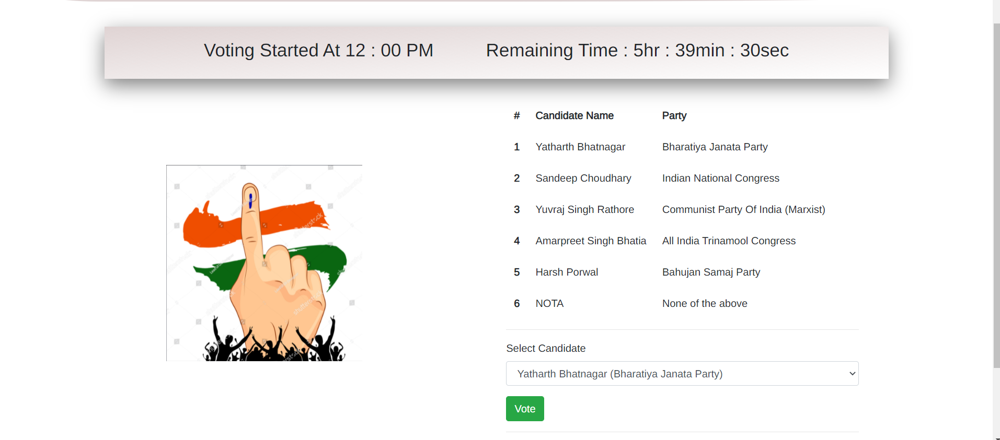 Voting Started At 12 : 00 PM Remaining Time : 5hr : 39min : 30sec
# Candidate Name Party
1 Yatharth Bhatnagar Bharatiya Janata Party
2 Sandeep Choudhary Indian National Congress
3 Yuvraj Singh Rathore Communist Party Of India (Marxist)
4 Amarpreet Singh Bhatia All India Trinamool Congress
5 Harsh Porwal Bahujan Samaj Party
6 NOTA None of the above
shutterstock
Select Candidate
Yatharth Bhatnagar (Bharatiya Janata Party)
Vote